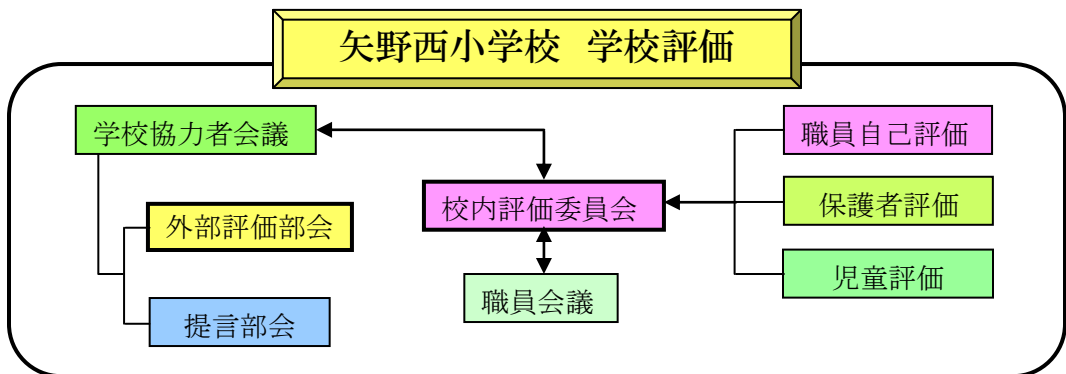 矢野西小学校 学校評価
学校協力者会議
職員自己評価
校内評価委員会
保護者評価
外部評価部会
児童評価
職員会議
提言部会